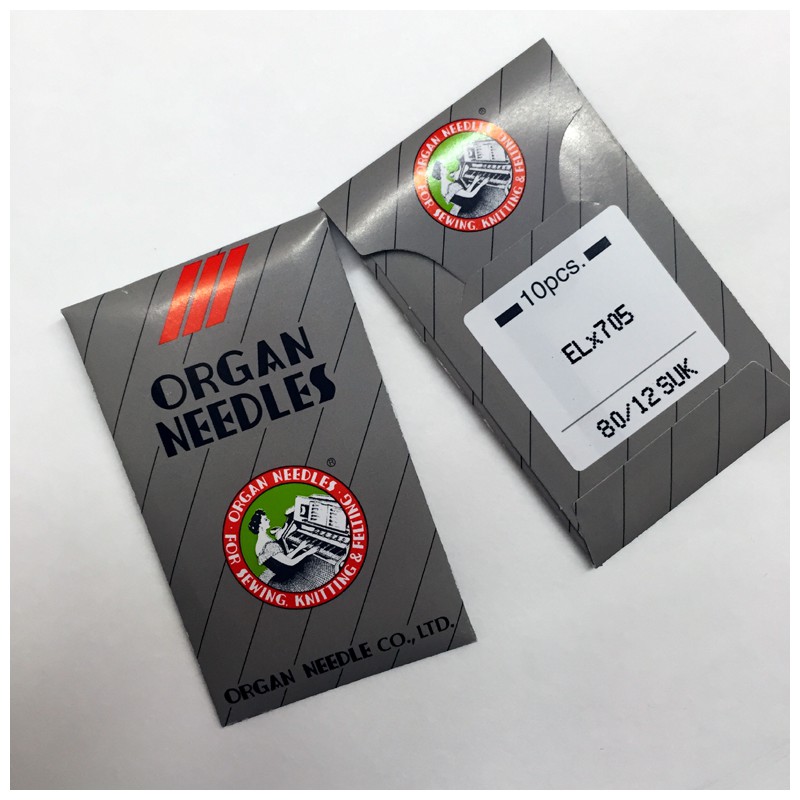 ORGAN
NEEDLES
®
ORGAN NEEDLES
· FOR SEWING, KNITTING & FELTING ·
ORGAN NEEDLE CO., LTD.
®
ORGAN NEEDLES
FOR SEWING, KNITTING & FELTING
10pcs.
ELx705
80/12 SUK